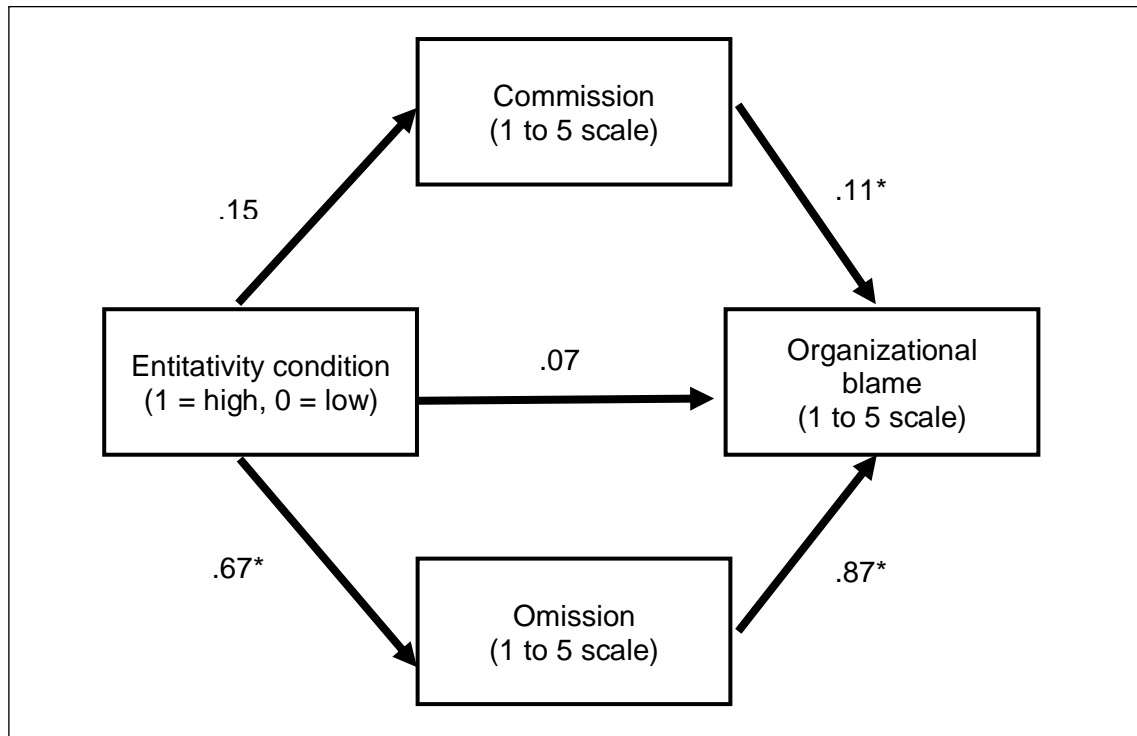 Commission
(1 to 5 scale)
.15
.11*
Entitativity condition
(1 = high, 0 = low)
.07
Organizational
blame
(1 to 5 scale)
.67*
.87*
Omission
(1 to 5 scale)